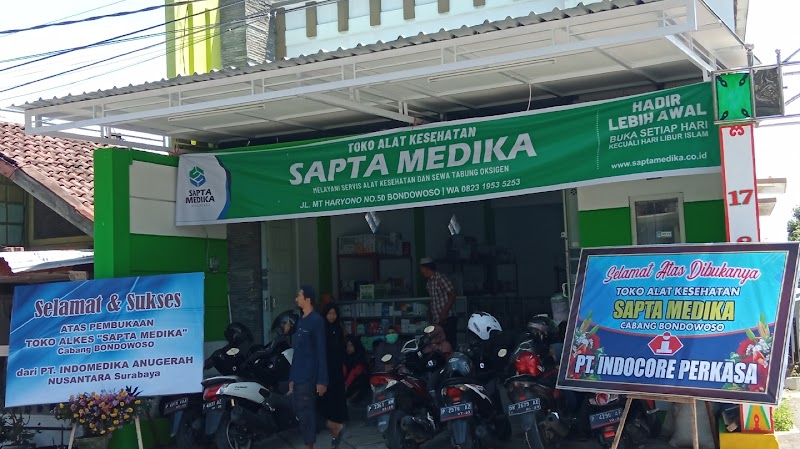 TOKO ALAT KESEHATAN
SAPTA MEDIKA
MELAYANI SERVIS ALAT KESEHATAN DAN SEWA TABUNG OKSIGEN
JL. MT HARYONO NO.50 BONDOWOSO | WA 0823 1953 5253
SAPTA
MEDIKA
HADIR
LEBIH AWAL
BUKA SETIAP HARI
KECUALI HARI LIBUR ISLAM
www.saptamedika.co.id
17
Selamat & Sukses
ATAS PEMBUKAAN
TOKO ALKES "SAPTA MEDIKA"
Cabang BONDOWOSO
dari PT. INDOMEDIKA ANUGERAH
NUSANTARA Surabaya
Selamat Atas Dibukanya
TOKO ALAT KESEHATAN
SAPTA MEDIKA
CABANG BONDOWOSO
PT. INDOCORE PERKASA